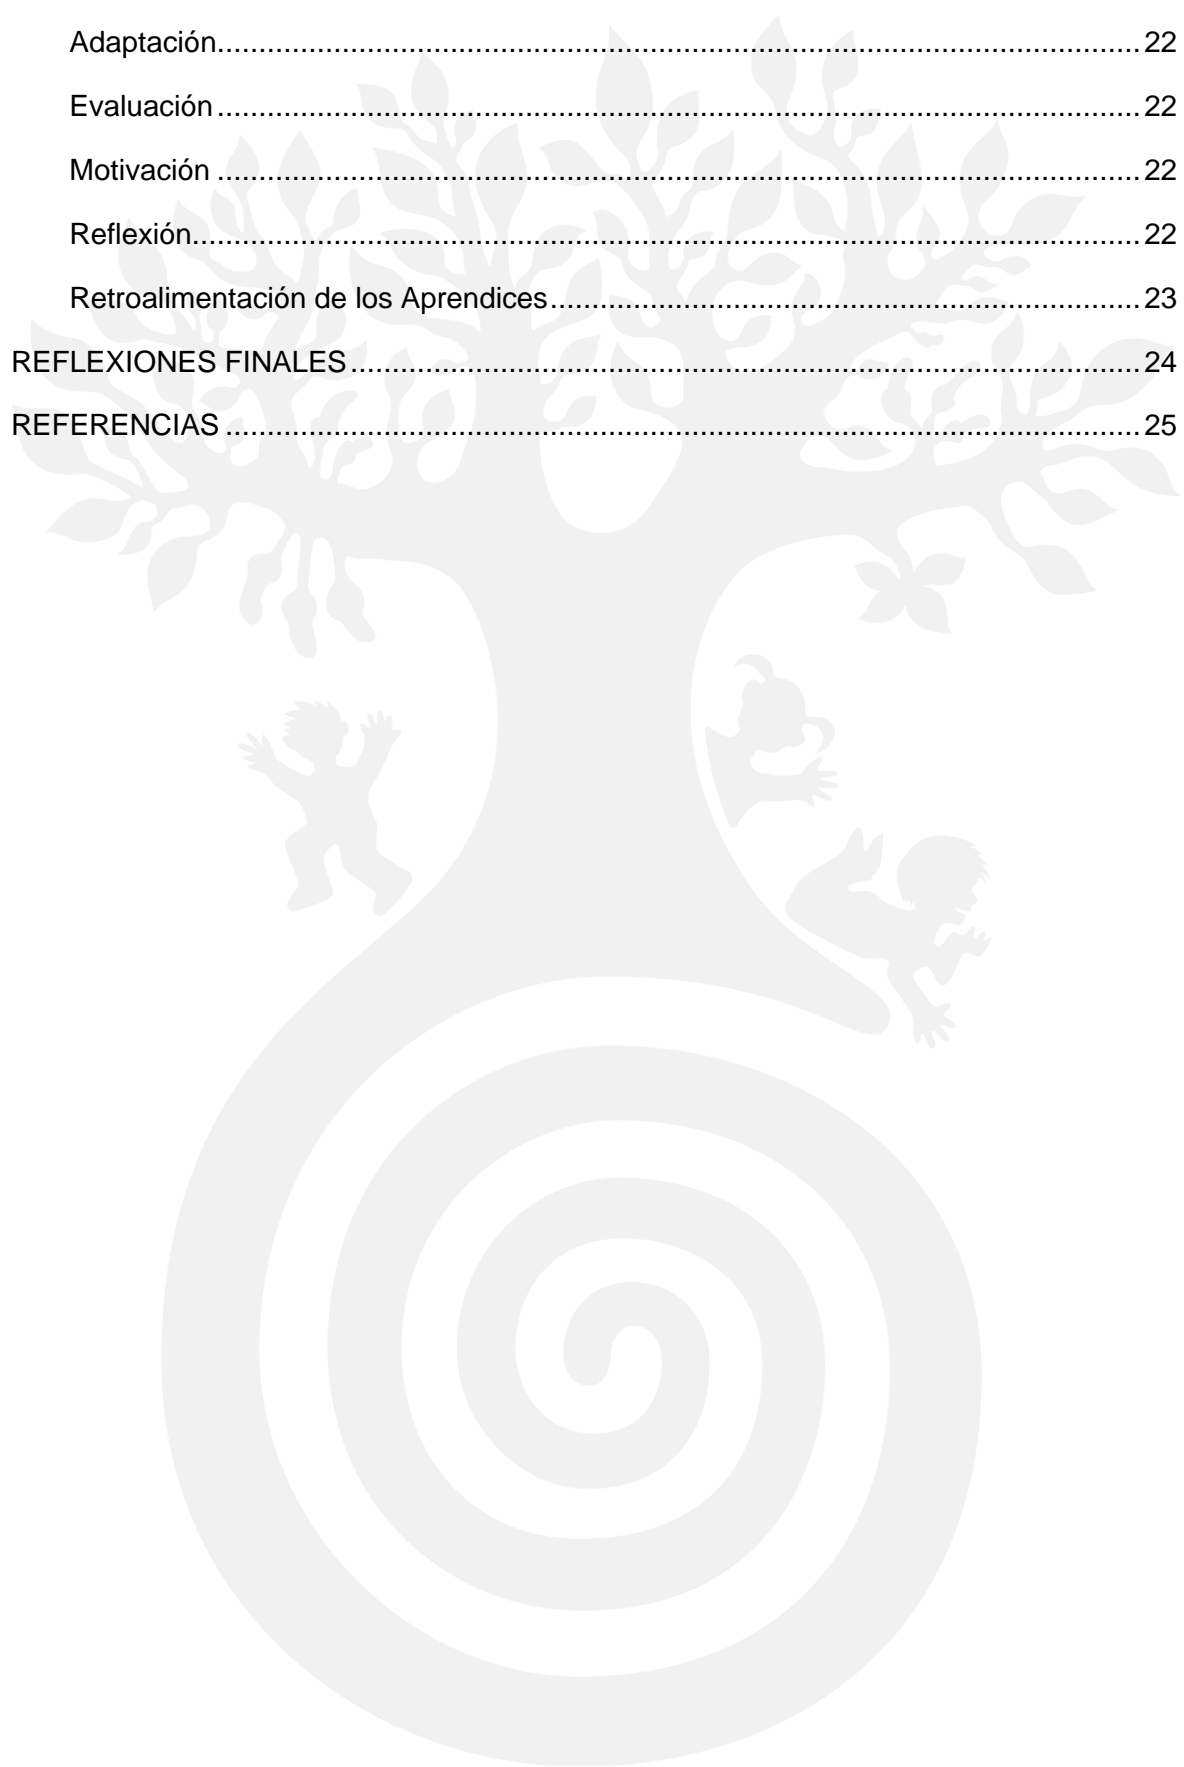 Adaptación........................................................................................................ 22
Evaluación ........................................................................................................ 22
Motivación ........................................................................................................ 22
Reflexión........................................................................................................... 22
Retroalimentación de los Aprendices................................................................ 23
REFLEXIONES FINALES ................................................................................. 24
REFERENCIAS ................................................................................................ 25